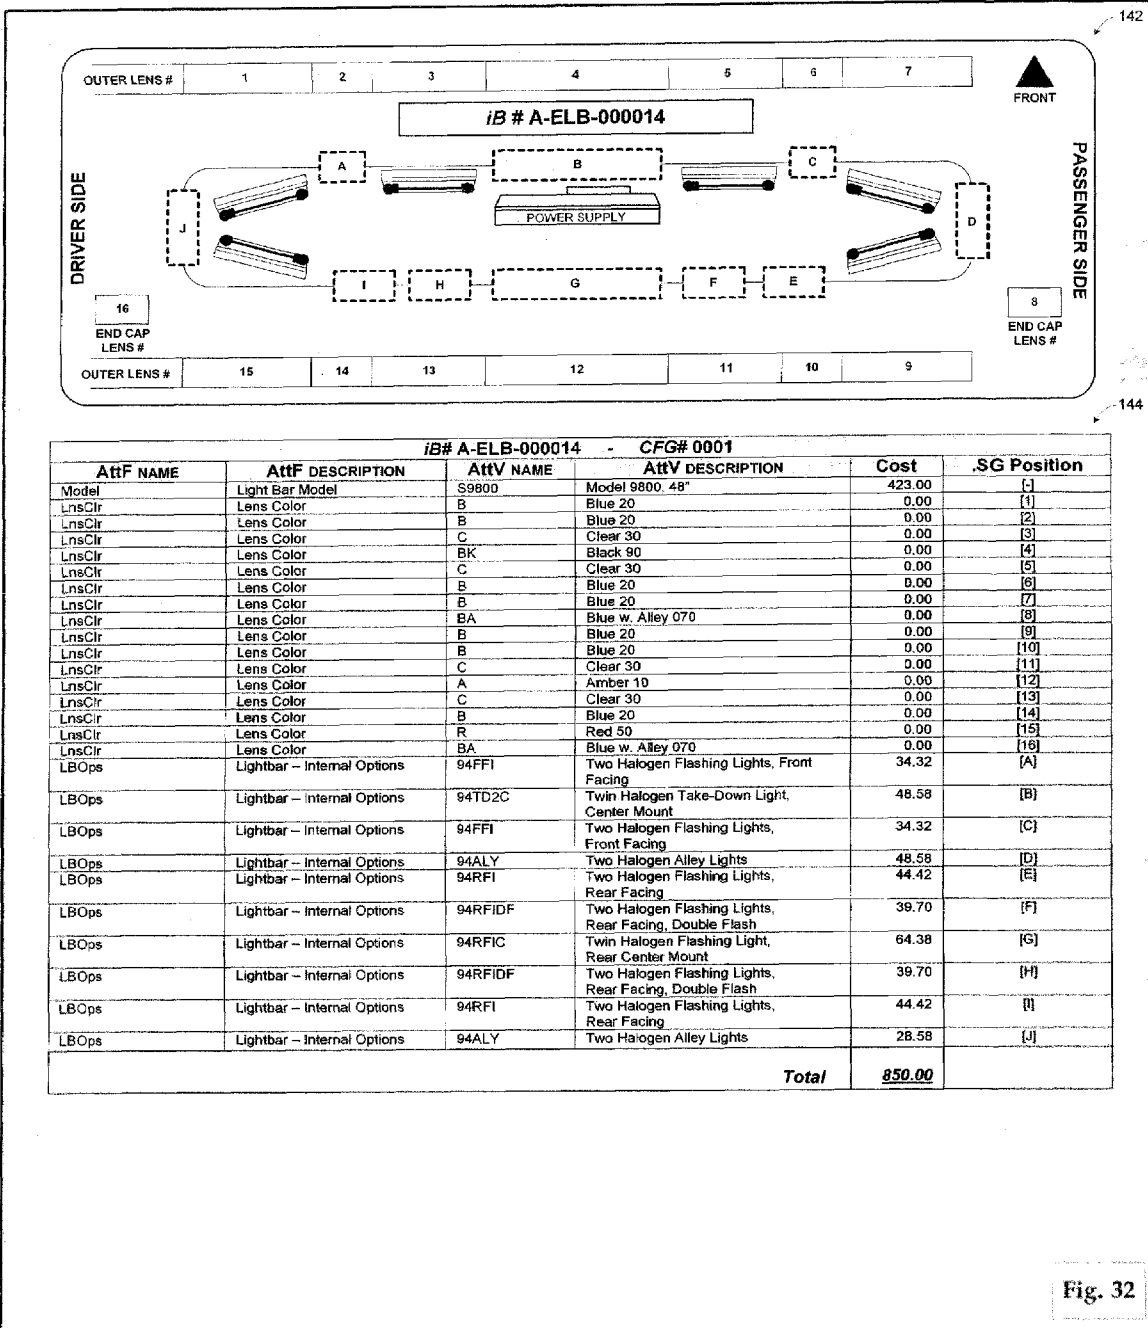 142
OUTER LENS # 1 2 3 4 5 6 7
FRONT
iB # A-ELB-000014
A B C
DRIVER SIDE
PASSENGER SIDE
J POWER SUPPLY D
I H G F E
16 8
END CAP LENS #
END CAP LENS #
OUTER LENS # 15 14 13 12 11 10 9
144
iB# A-ELB-000014 - CFG# 0001
AttF NAME AttF DESCRIPTION AttV NAME AttV DESCRIPTION Cost .SG Position
Model Light Bar Model S9800 Model 9800, 48" 423.00 [-]
LnsClr Lens Color B Blue 20 0.00 [1]
LnsClr Lens Color B Blue 20 0.00 [2]
LnsClr Lens Color C Clear 30 0.00 [3]
LnsClr Lens Color BK Black 90 0.00 [4]
LnsClr Lens Color C Clear 30 0.00 [5]
LnsClr Lens Color B Blue 20 0.00 [6]
LnsClr Lens Color B Blue 20 0.00 [7]
LnsClr Lens Color BA Blue w. Alley 070 0.00 [8]
LnsClr Lens Color B Blue 20 0.00 [9]
LnsClr Lens Color B Blue 20 0.00 [10]
LnsClr Lens Color C Clear 30 0.00 [11]
LnsClr Lens Color A Amber 10 0.00 [12]
LnsClr Lens Color C Clear 30 0.00 [13]
LnsClr Lens Color B Blue 20 0.00 [14]
LnsClr Lens Color R Red 50 0.00 [15]
LnsClr Lens Color BA Blue w. Alley 070 0.00 [16]
LBOps Lightbar – Internal Options 94FFI Two Halogen Flashing Lights, Front 34.32 [A]
Facing
LBOps Lightbar – Internal Options 94TD2C Twin Halogen Take-Down Light, 48.58 [B]
Center Mount
LBOps Lightbar – Internal Options 94FFI Two Halogen Flashing Lights, 34.32 [C]
Front Facing
LBOps Lightbar – Internal Options 94ALY Two Halogen Alley Lights 48.58 [D]
LBOps Lightbar – Internal Options 94RFI Two Halogen Flashing Lights, 44.42 [E]
Rear Facing
LBOps Lightbar – Internal Options 94RFIDF Two Halogen Flashing Lights, 39.70 [F]
Rear Facing, Double Flash
LBOps Lightbar – Internal Options 94RFIC Twin Halogen Flashing Light, 64.38 [G]
Rear Center Mount
LBOps Lightbar – Internal Options 94RFIDF Two Halogen Flashing Lights, 39.70 [H]
Rear Facing, Double Flash
LBOps Lightbar – Internal Options 94RFI Two Halogen Flashing Lights, 44.42 [I]
Rear Facing
LBOps Lightbar – Internal Options 94ALY Two Halogen Alley Lights 28.58 [J]
Total 850.00
Fig. 32